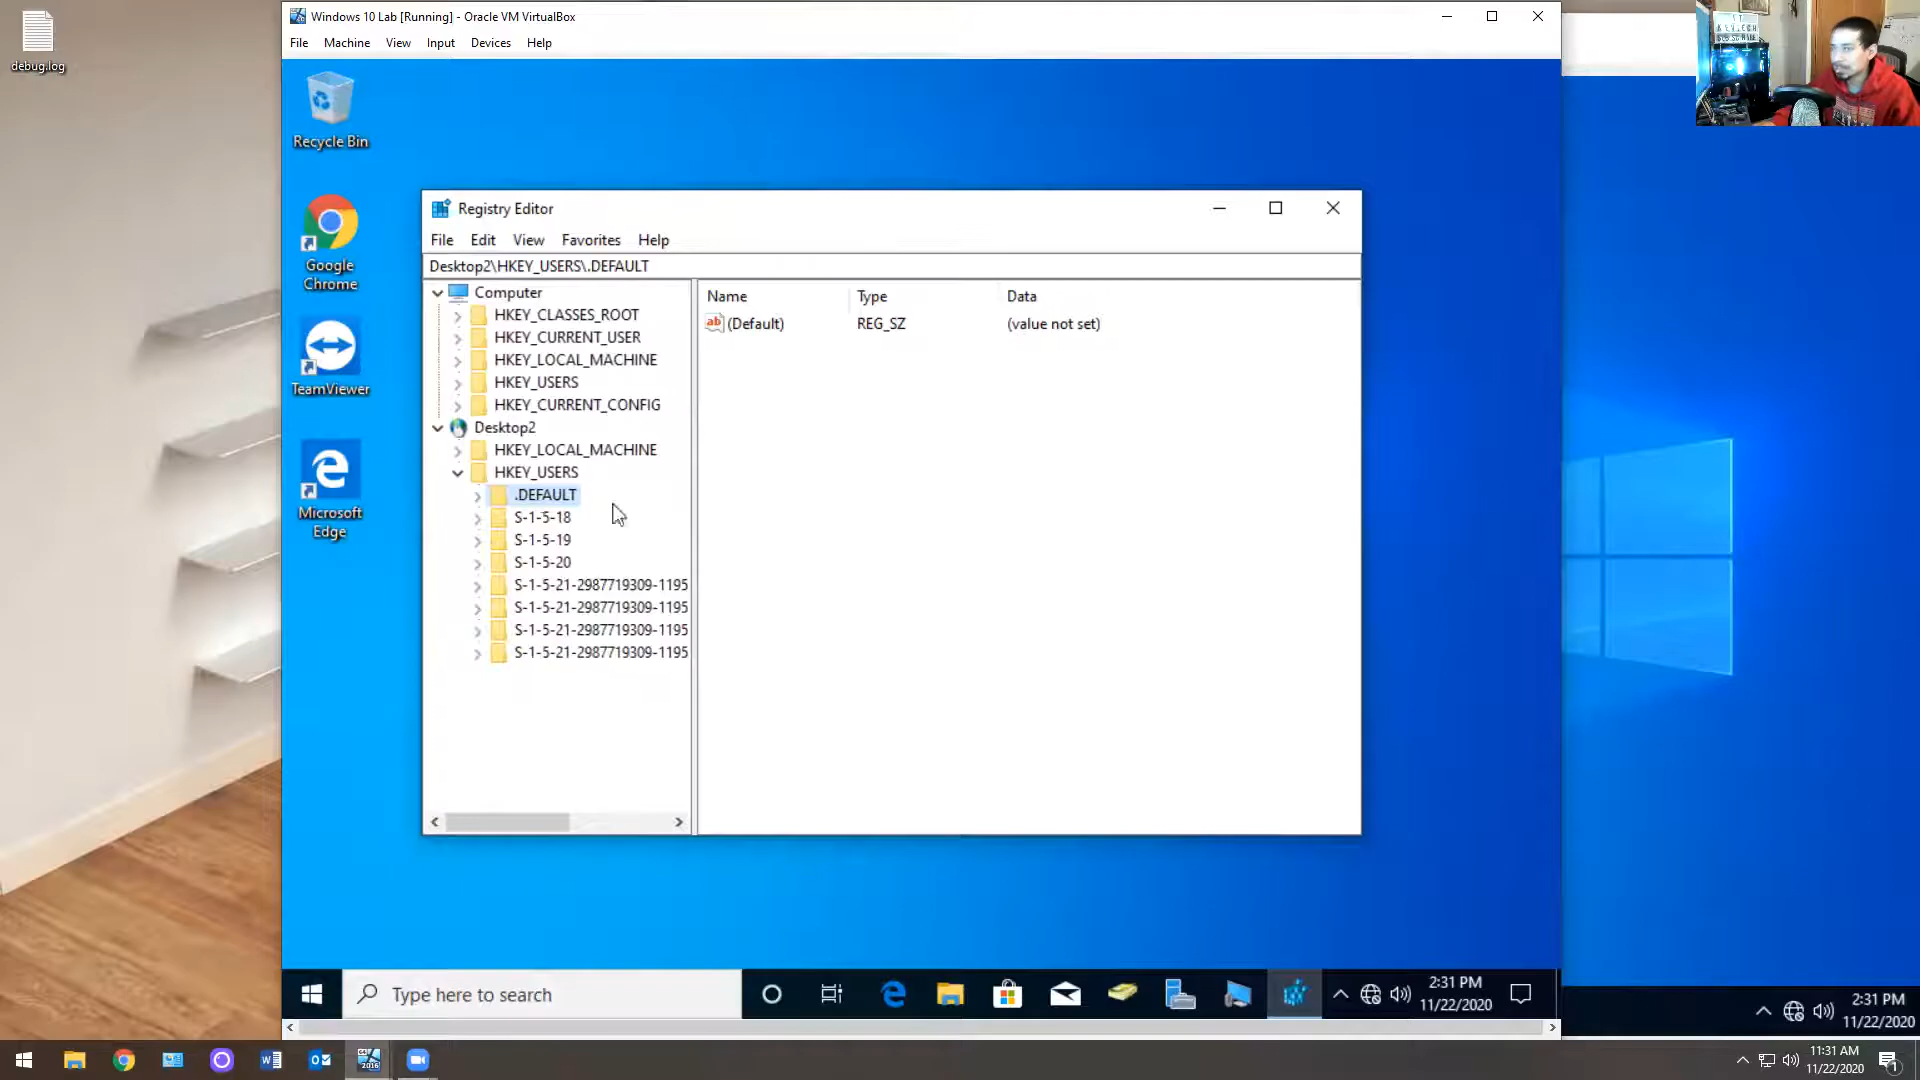 debug.log
Windows 10 Lab [Running] - Oracle VM VirtualBox
File Machine View Input Devices Help
Recycle Bin
Google
Chrome
TeamViewer
Microsoft
Edge
Registry Editor
File Edit View Favorites Help
Desktop2\HKEY_USERS\.DEFAULT
Computer
HKEY_CLASSES_ROOT
HKEY_CURRENT_USER
HKEY_LOCAL_MACHINE
HKEY_USERS
HKEY_CURRENT_CONFIG
Desktop2
HKEY_LOCAL_MACHINE
HKEY_USERS
.DEFAULT
S-1-5-18
S-1-5-19
S-1-5-20
S-1-5-21-2987719309-1195
S-1-5-21-2987719309-1195
S-1-5-21-2987719309-1195
S-1-5-21-2987719309-1195
Name Type Data
ab (Default) REG_SZ (value not set)
Type here to search
2:31 PM
11/22/2020
2:31 PM
11/22/2020
2016
11:31 AM
11/22/2020
1